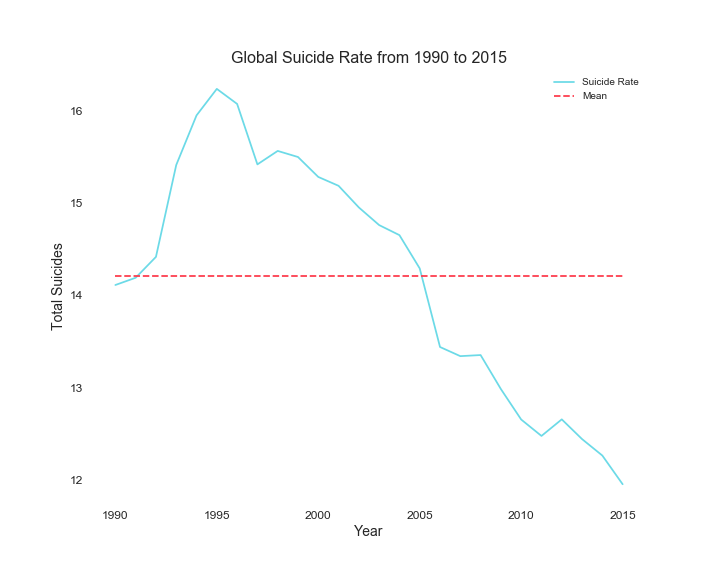 Global Suicide Rate from 1990 to 2015
Suicide Rate
Mean
16
15
14
13
12
Total Suicides
1990 1995 2000 2005 2010 2015
Year